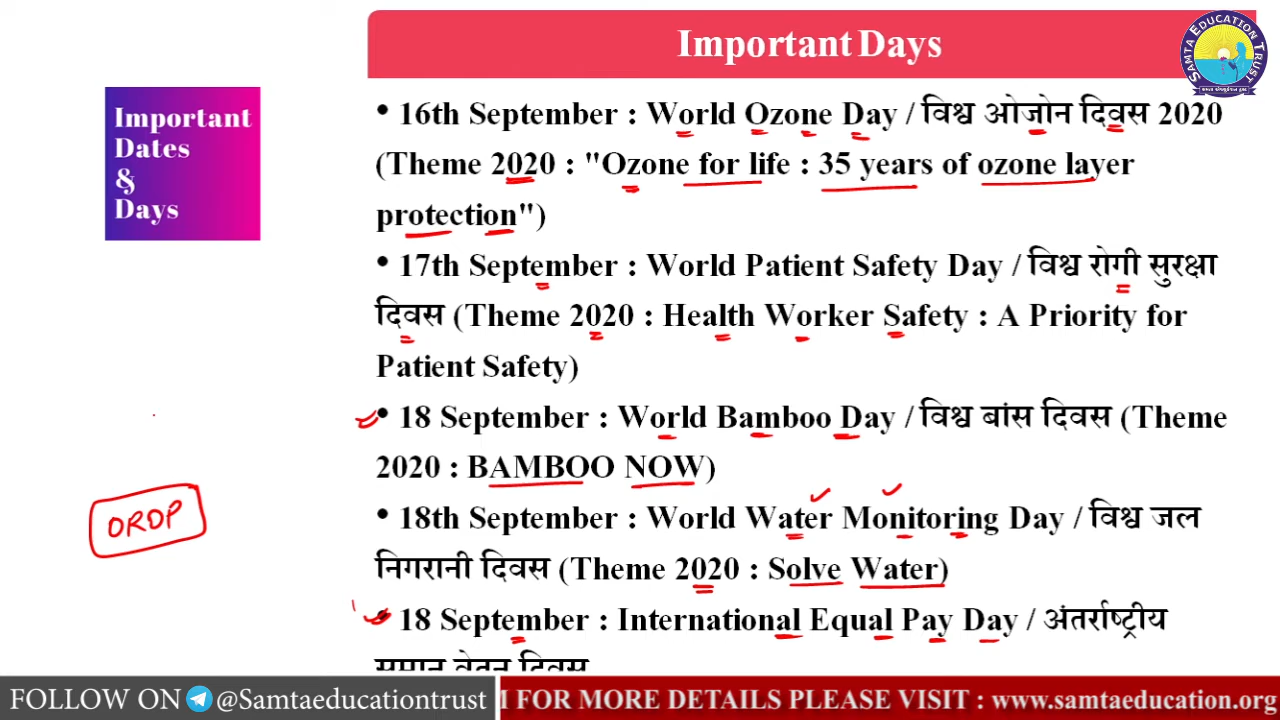 Important Days
SAMTA EDUCATION TRUST
Important
Dates
&
Days
• 16th September : World Ozone Day / विश्व ओजोन दिवस 2020
(Theme 2020 : "Ozone for life : 35 years of ozone layer
protection")
• 17th September : World Patient Safety Day / विश्व रोगी सुरक्षा
दिवस (Theme 2020 : Health Worker Safety : A Priority for
Patient Safety)
• 18 September : World Bamboo Day / विश्व बांस दिवस (Theme
2020 : BAMBOO NOW)
• 18th September : World Water Monitoring Day / विश्व जल
निगरानी दिवस (Theme 2020 : Solve Water)
ORDP
• 18 September : International Equal Pay Day / अंतर्राष्ट्रीय
समान वेतन दिवस
FOLLOW ON @Samtaeducationtrust
M FOR MORE DETAILS PLEASE VISIT : www.samtaeducation.org